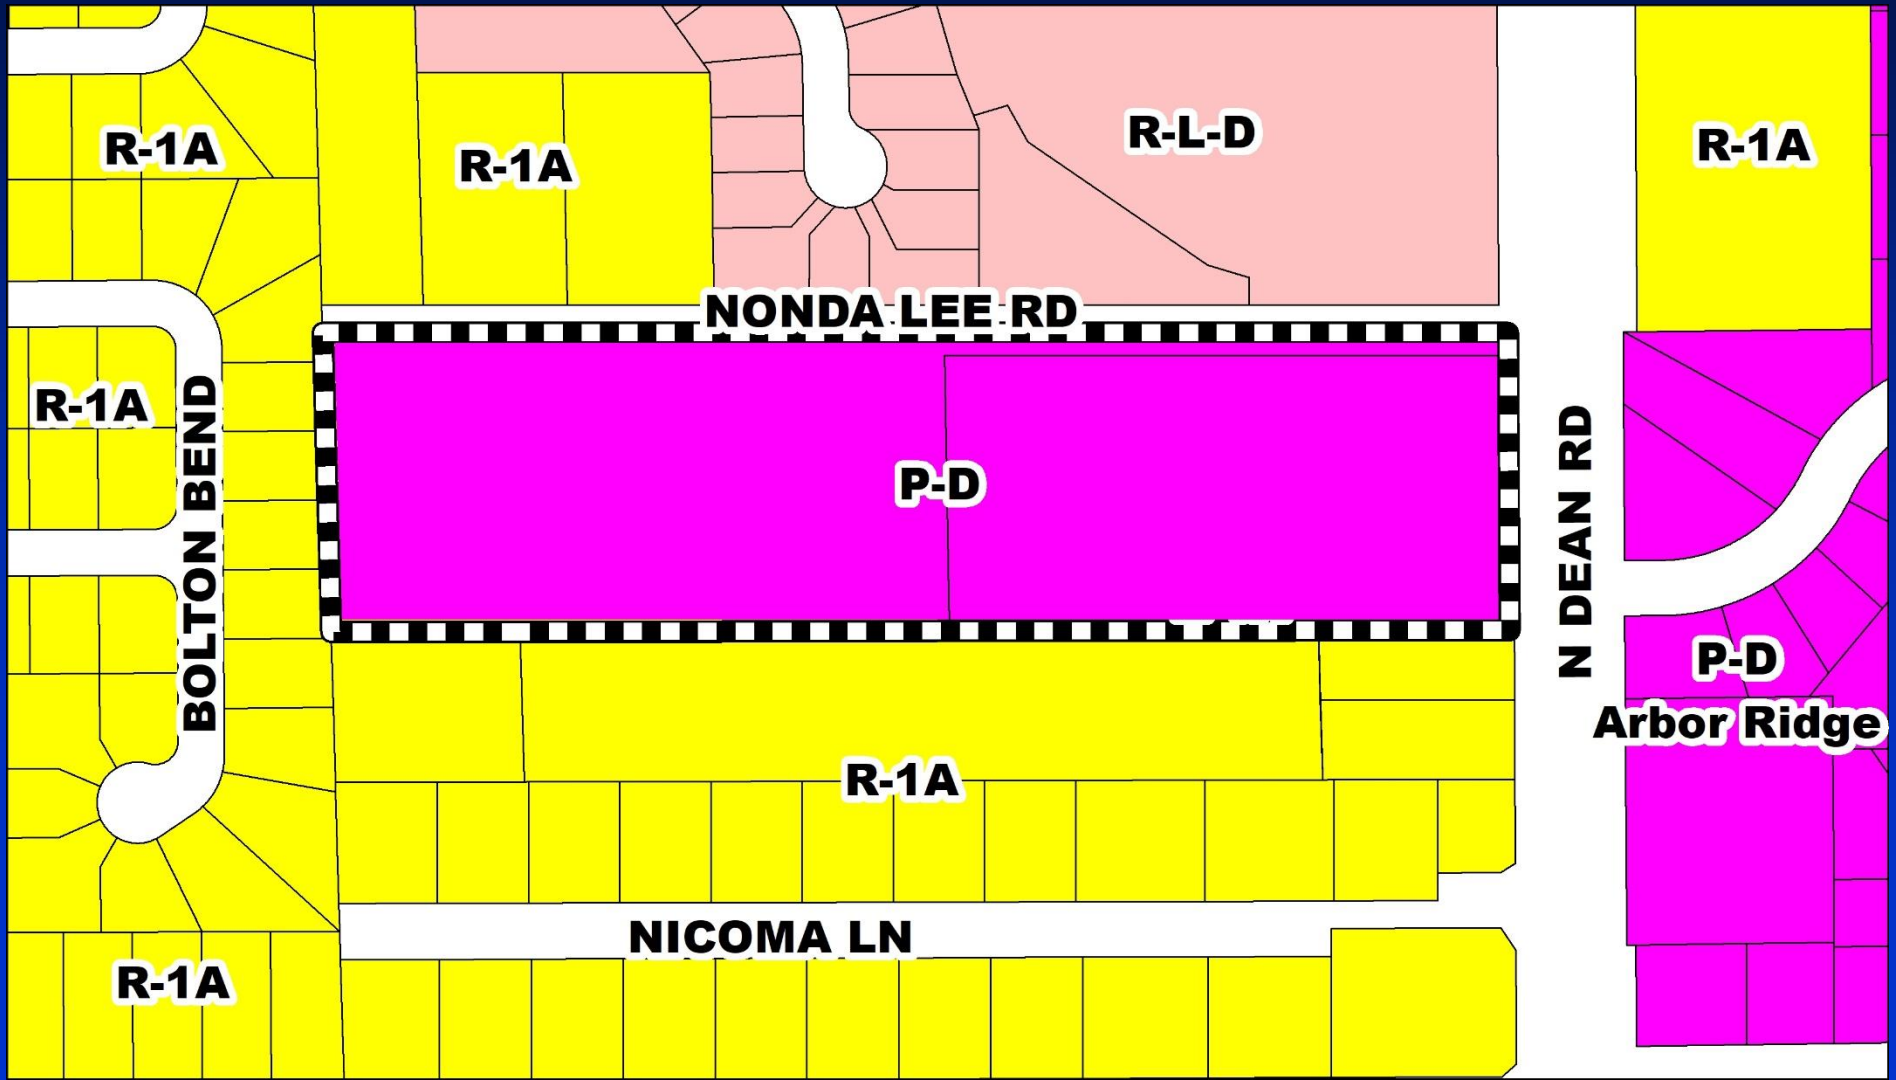 R-L-D
R-1A
R-1A
R-1A
NONDA LEE RD
R-1A
BOLTON BEND
P-D
N DEAN RD
P-D
Arbor Ridge
R-1A
NICOMA LN
R-1A